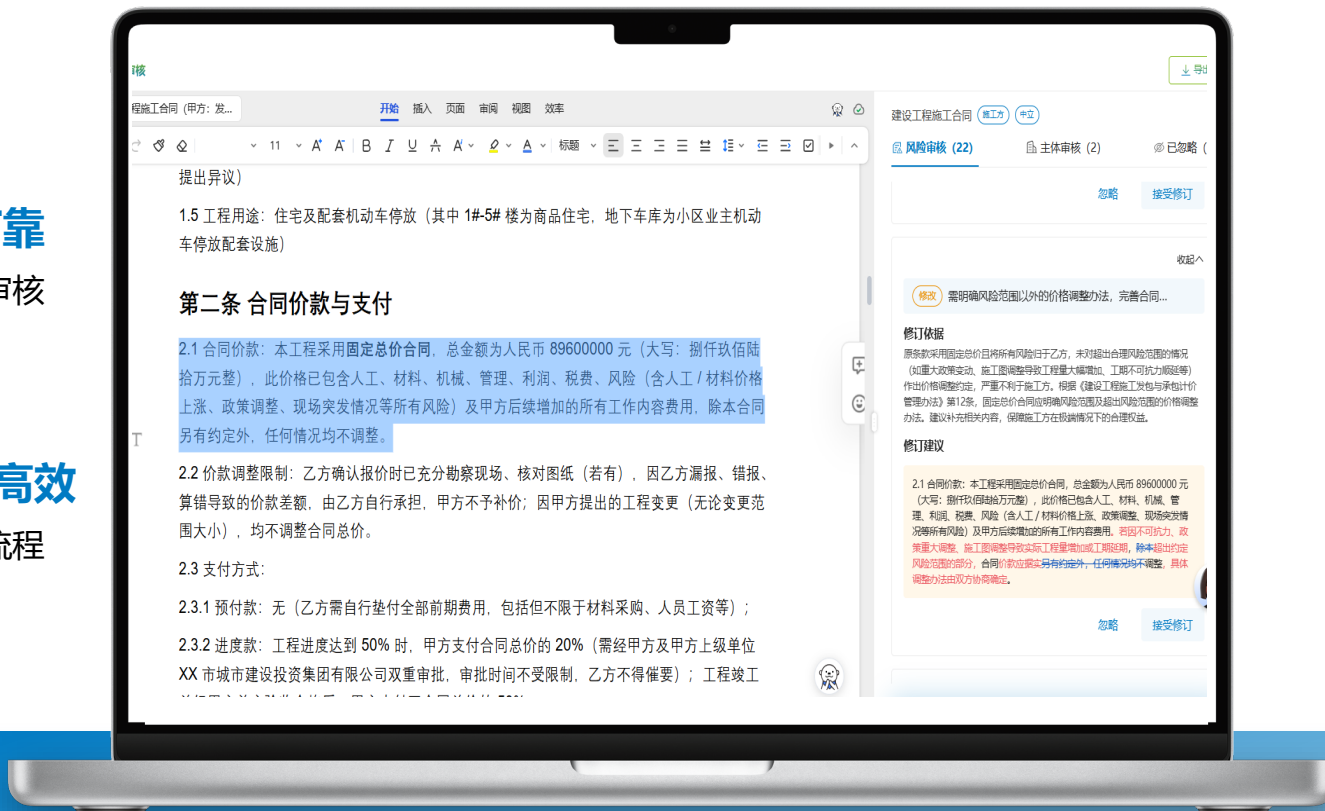 靠
审核
高效
流程
审核
程施工合同（甲方：发...
开始 插入 页面 审阅 视图 效率
11
标题
导出
提出异议）
1.5 工程用途：住宅及配套机动车停放（其中 1#-5# 楼为商品住宅，地下车库为小区业主机动
车停放配套设施）
第二条 合同价款与支付
2.1 合同价款：本工程采用固定总价合同，总金额为人民币 89600000 元（大写：捌仟玖佰陆
拾万元整），此价格已包含人工、材料、机械、管理、利润、税费、风险（含人工 / 材料价格
上涨、政策调整、现场突发情况等所有风险）及甲方后续增加的所有工作内容费用，除本合同
另有约定外，任何情况均不调整。
2.2 价款调整限制：乙方确认报价时已充分勘察现场、核对图纸（若有），因乙方漏报、错报、
算错导致的价款差额，由乙方自行承担，甲方不予补价；因甲方提出的工程变更（无论变更范
围大小），均不调整合同总价。
2.3 支付方式：
2.3.1 预付款：无（乙方需自行垫付全部前期费用，包括但不限于材料采购、人员工资等）；
2.3.2 进度款：工程进度达到 50% 时，甲方支付合同总价的 20%（需经甲方及甲方上级单位
XX 市城市建设投资集团有限公司双重审批，审批时间不受限制，乙方不得催要）；工程竣工
建设工程施工合同 施工方 中立
风险审核（22） 主体审核（2） 已忽略（
忽略 接受修订
收起
修改 需明确风险范围以外的价格调整办法，完善合同...
修订依据
原条款采用固定总价且将所有风险归于乙方，未对超出合理风险范围的情况
（如重大政策变动、施工图调整导致工程量大幅增加、工期不可抗力顺延等）
作出价格调整约定，严重不利于施工方。根据《建设工程施工发包与承包计价
管理办法》第12条，固定总价合同应明确风险范围及超出风险范围的价格调整
办法。建议补充相关内容，保障施工方在极端情况下的合理权益。
修订建议
2.1 合同价款：本工程采用固定总价合同，总金额为人民币 89600000 元
（大写：捌仟玖佰陆拾万元整），此价格已包含人工、材料、机械、管
理、利润、税费、风险（含人工 / 材料价格上涨、政策调整、现场突发情
况等所有风险）及甲方后续增加的所有工作内容费用。若因不可抗力、政
策重大调整、施工图调整导致实际工程量增加或工期延期，除本超出约定
风险范围的部分，合同价款应据实另有约定外，任何情况均不调整，具体
调整办法由双方协商确定。
忽略 接受修订